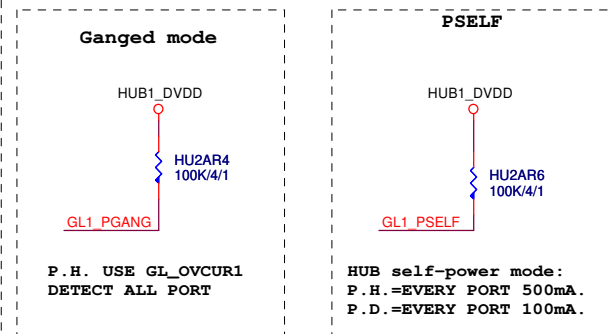 Ganged mode
HUB1_DVDD
HU2AR4
100K/4/1
GL1_PGANG
P.H. USE GL_OVCUR1
DETECT ALL PORT
PSELF
HUB1_DVDD
HU2AR6
100K/4/1
GL1_PSELF
HUB self-power mode:
P.H.=EVERY PORT 500mA.
P.D.=EVERY PORT 100mA.